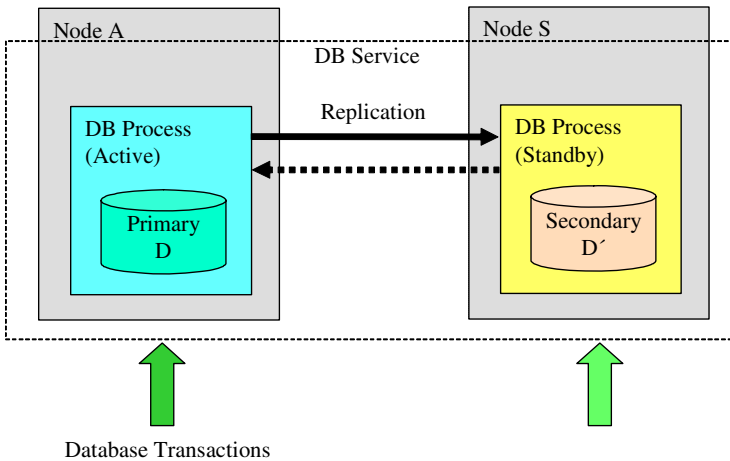 Node A
Node S
DB Service
Replication
DB Process
(Active)
DB Process
(Standby)
Primary
D
Secondary
D´
Database Transactions